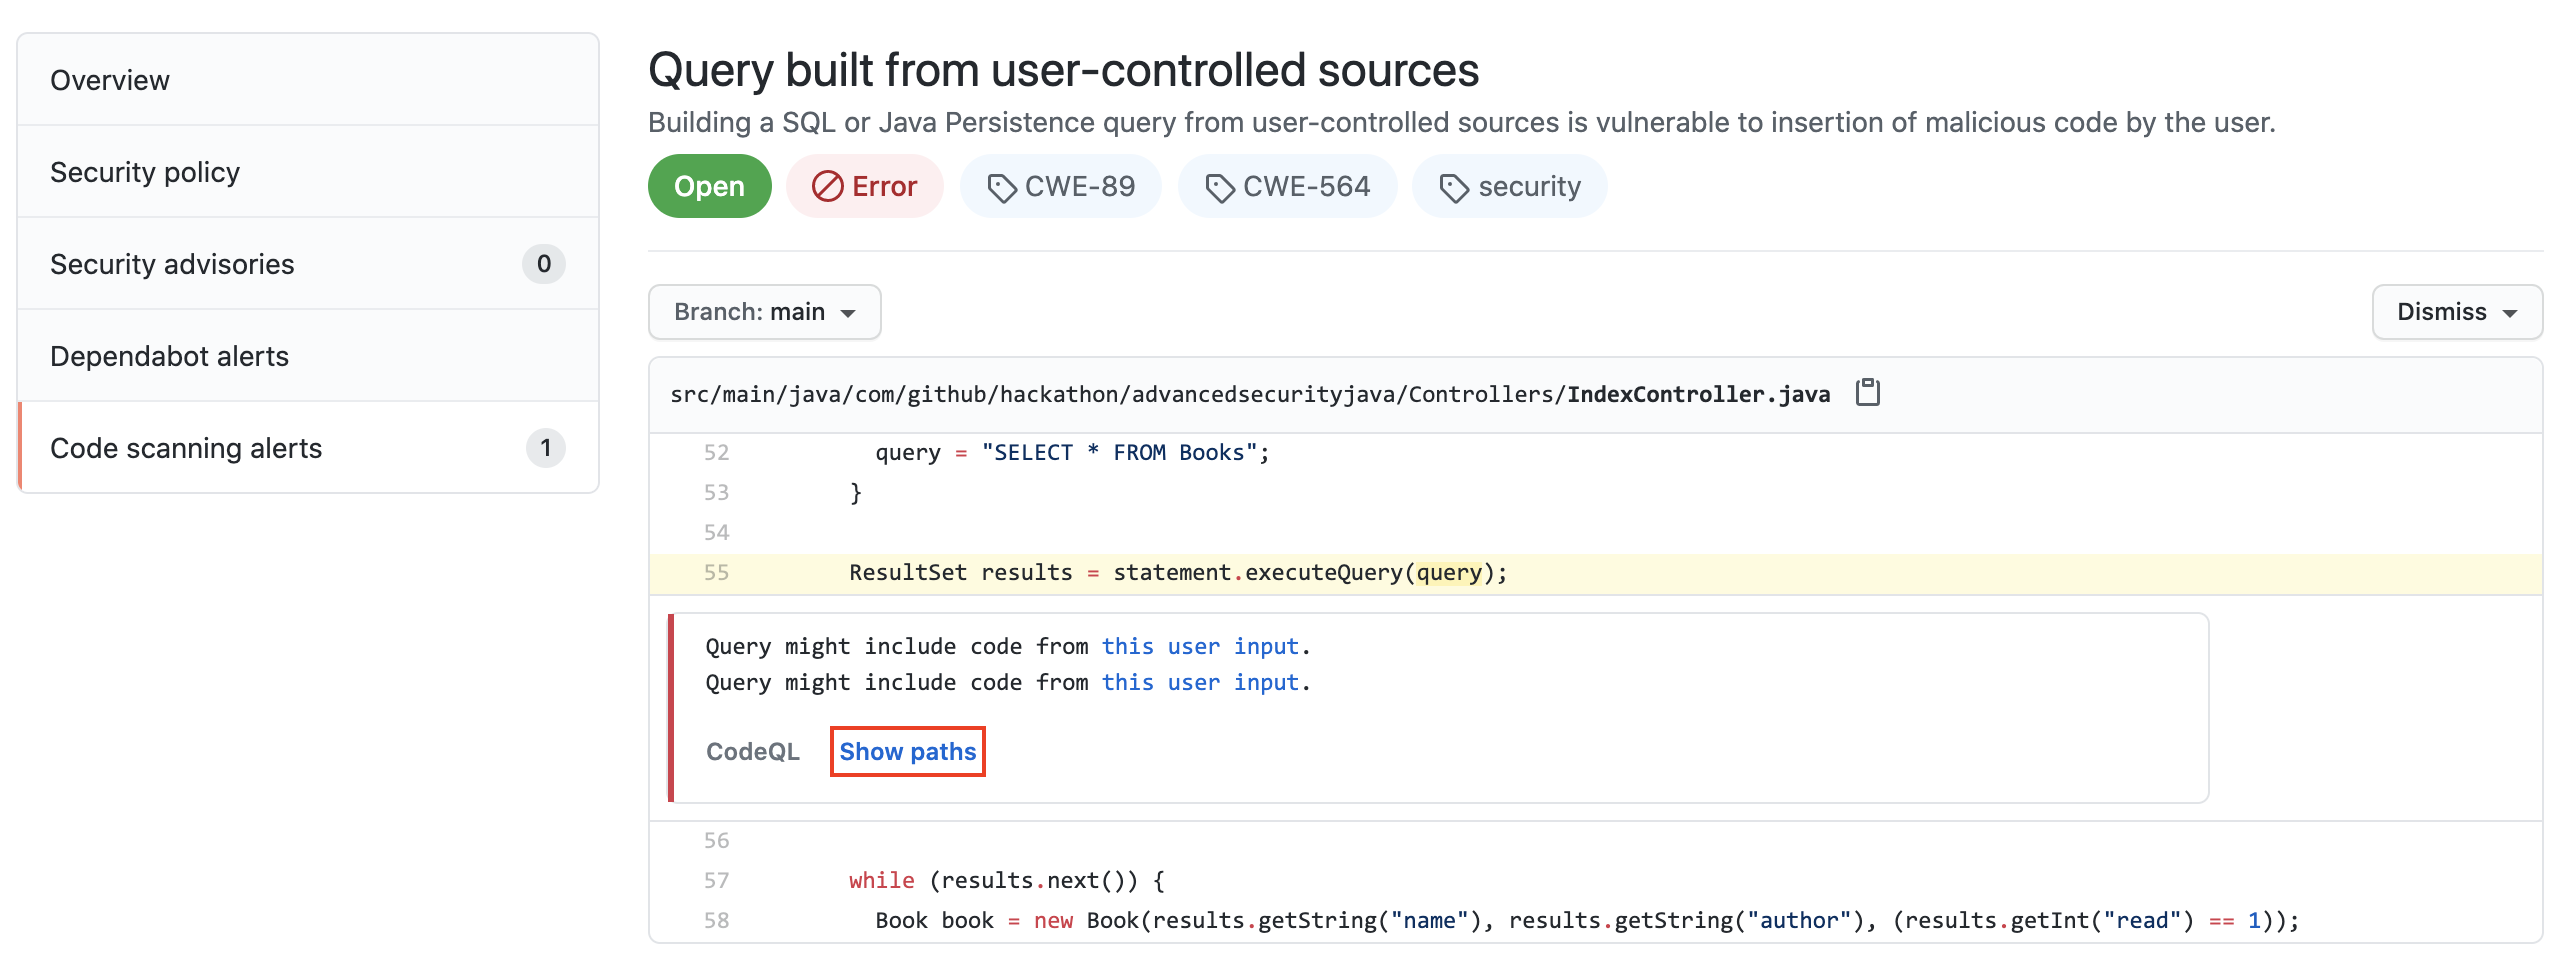 Overview
Security policy
Security advisories 0
Dependabot alerts
Code scanning alerts 1
Query built from user-controlled sources
Building a SQL or Java Persistence query from user-controlled sources is vulnerable to insertion of malicious code by the user.
Open Error CWE-89 CWE-564 security
Branch: main Dismiss
src/main/java/com/github/hackathon/advancedsecurityjava/Controllers/IndexController.java
52 query = "SELECT * FROM Books";
53 }
54
55 ResultSet results = statement.executeQuery(query);
Query might include code from this user input.
Query might include code from this user input.
CodeQL Show paths
56
57 while (results.next()) {
58 Book book = new Book(results.getString("name"), results.getString("author"), (results.getInt("read") == 1));